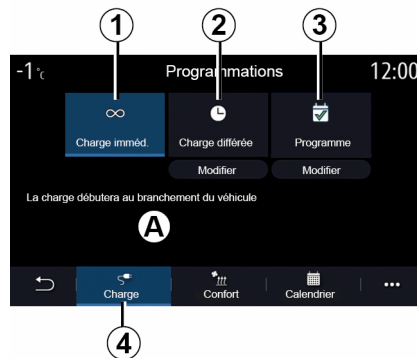 1 2 3
-1°C Programmations 12:00
Charge imméd. Charge différée Programme
Modifier Modifier
La charge débutera au branchement du véhicule
A
Charge Confort Calendrier
4